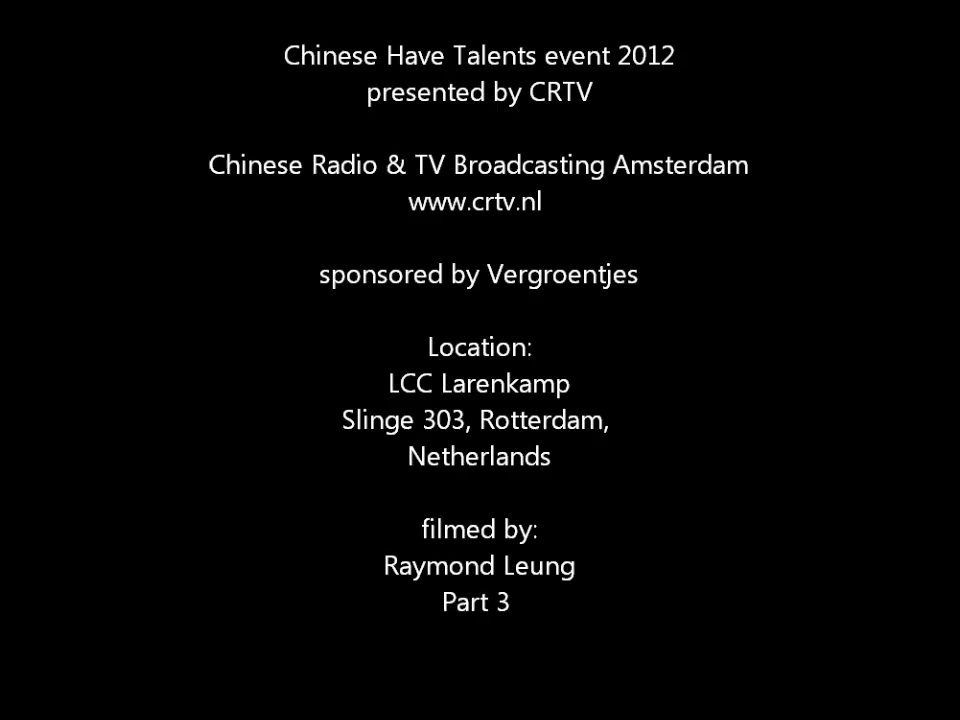 Chinese Have Talents event 2012
presented by CRTV
Chinese Radio & TV Broadcasting Amsterdam
www.crtv.nl
sponsored by Vergroentjes
Location:
LCC Larenkamp
Slinge 303, Rotterdam,
Netherlands
filmed by:
Raymond Leung
Part 3